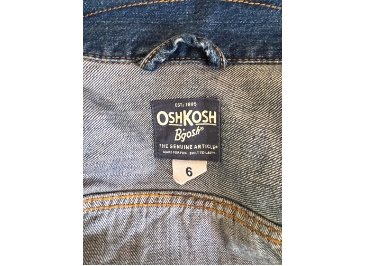 EST. 1895
OSHKOSH
B'gosh®
THE GENUINE ARTICLE®
6